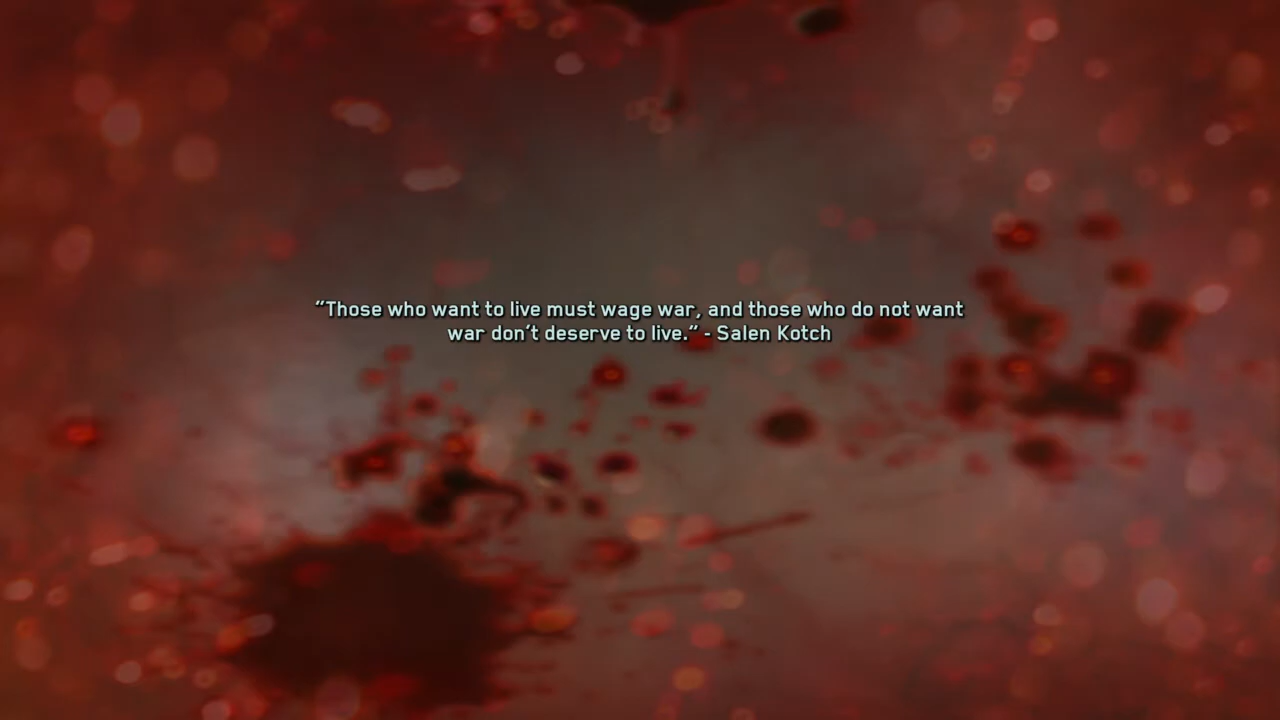 “Those who want to live must wage war, and those who do not want
war don’t deserve to live.” - Salen Kotch